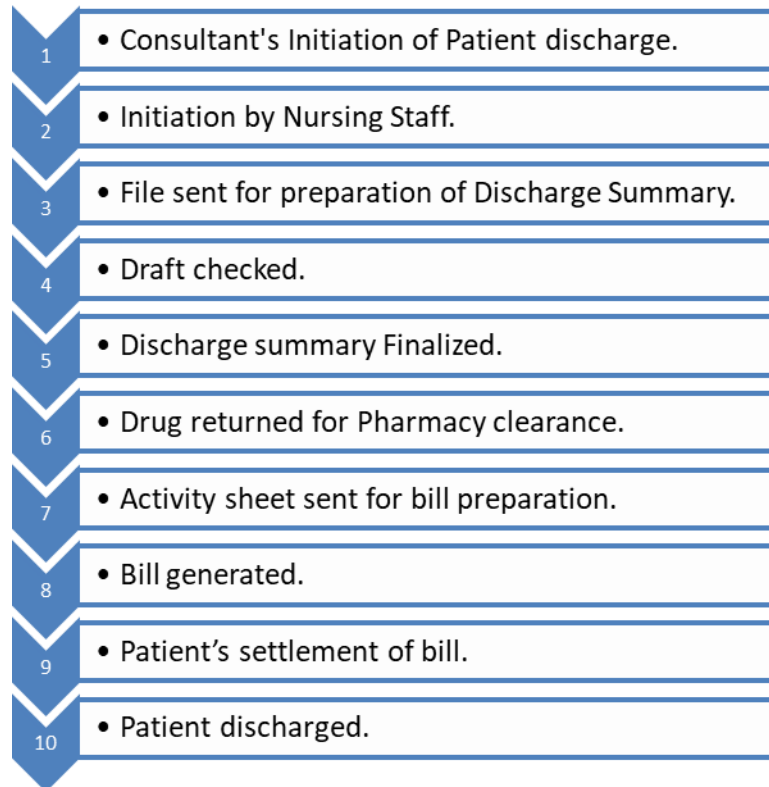 1 • Consultant's Initiation of Patient discharge.
2 • Initiation by Nursing Staff.
3 • File sent for preparation of Discharge Summary.
4 • Draft checked.
5 • Discharge summary Finalized.
6 • Drug returned for Pharmacy clearance.
7 • Activity sheet sent for bill preparation.
8 • Bill generated.
9 • Patient’s settlement of bill.
10 • Patient discharged.